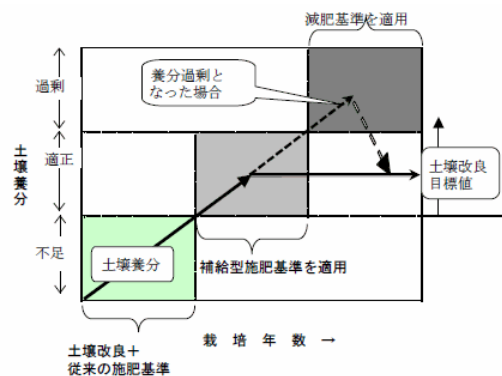 減肥基準を適用
過剰
養分過剰と
なった場合
土壌養分
適正
土壌改良
目標値
不足
土壌養分
補給型施肥基準を適用
栽 培 年 数 →
土壌改良＋
従来の施肥基準